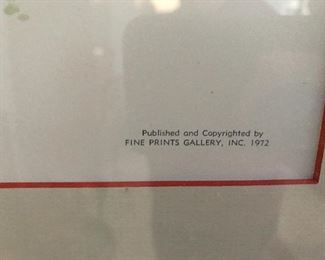 Published and Copyrighted by
FINE PRINTS GALLERY, INC. 1972